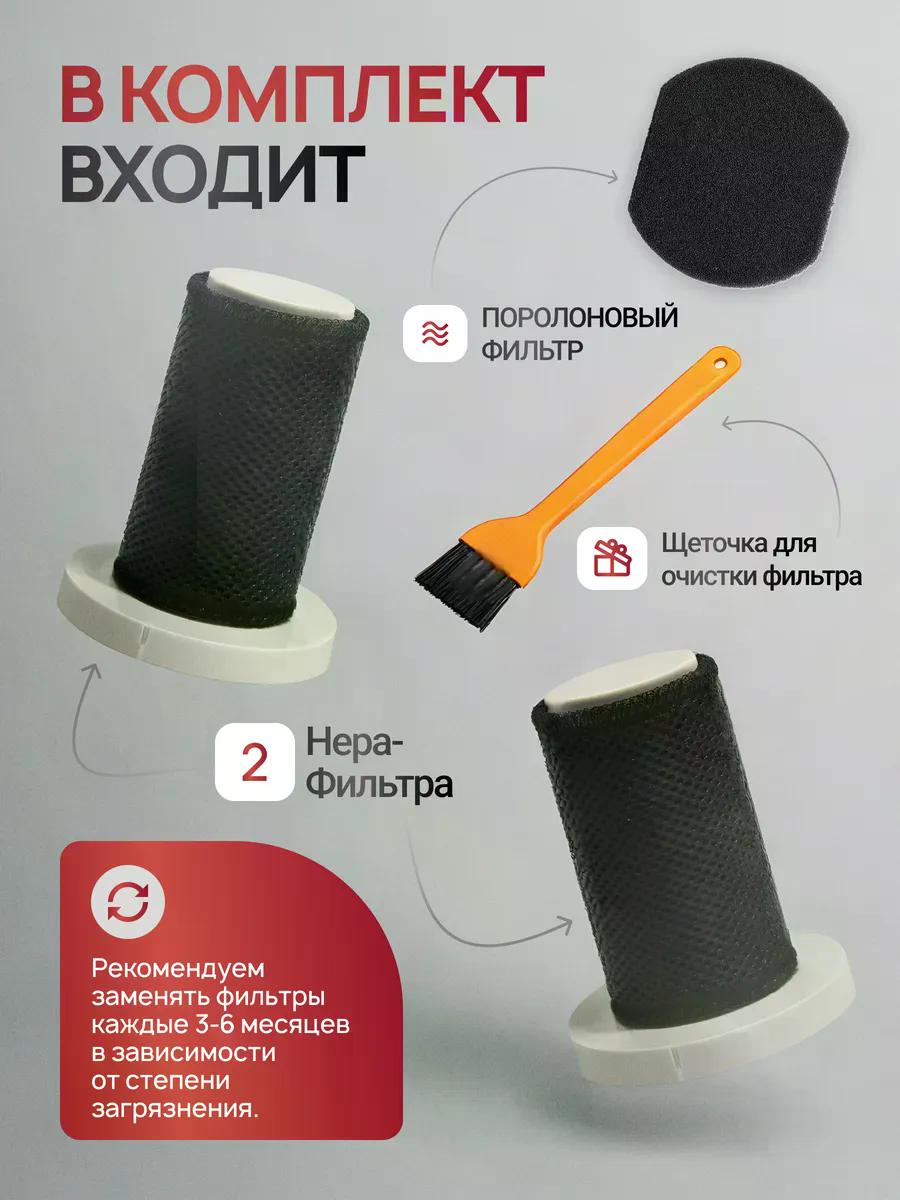 В КОМПЛЕКТ
ВХОДИТ
ПОРОЛОНОВЫЙ
ФИЛЬТР
Щеточка для
очистки фильтра
2
Нера-
Фильтра
Рекомендуем
заменять фильтры
каждые 3-6 месяцев
в зависимости
от степени
загрязнения.